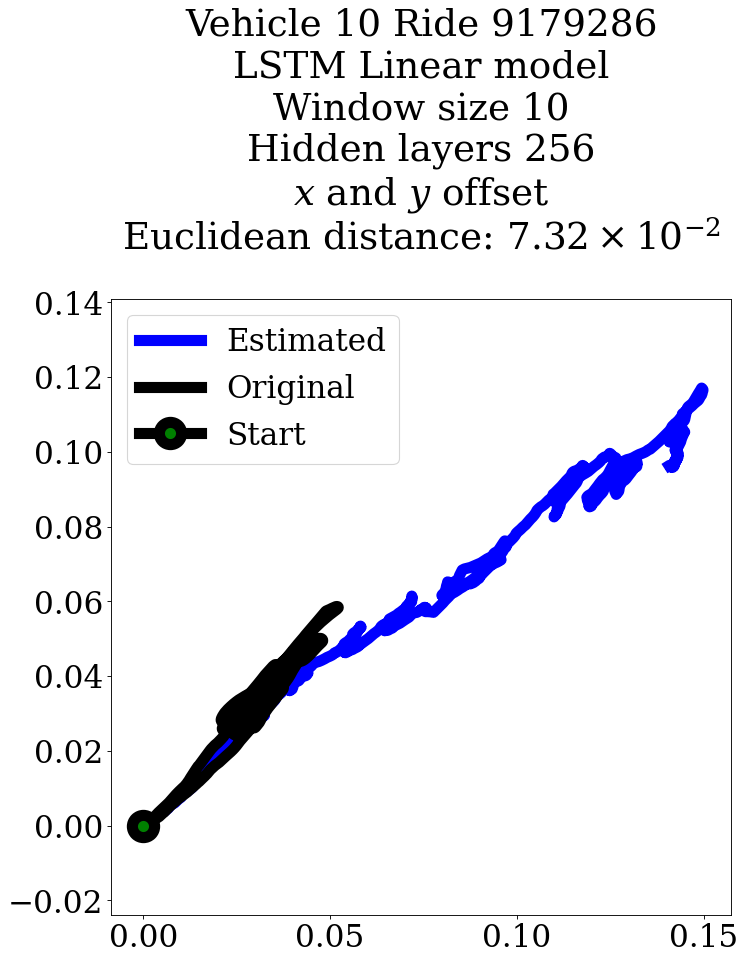 Vehicle 10 Ride 9179286
LSTM Linear model
Window size 10
Hidden layers 256
x and y offset
Euclidean distance: 7.32 × 10⁻²
0.14
0.12
0.10
0.08
0.06
0.04
0.02
0.00
−0.02
Estimated
Original
Start
0.00 0.05 0.10 0.15